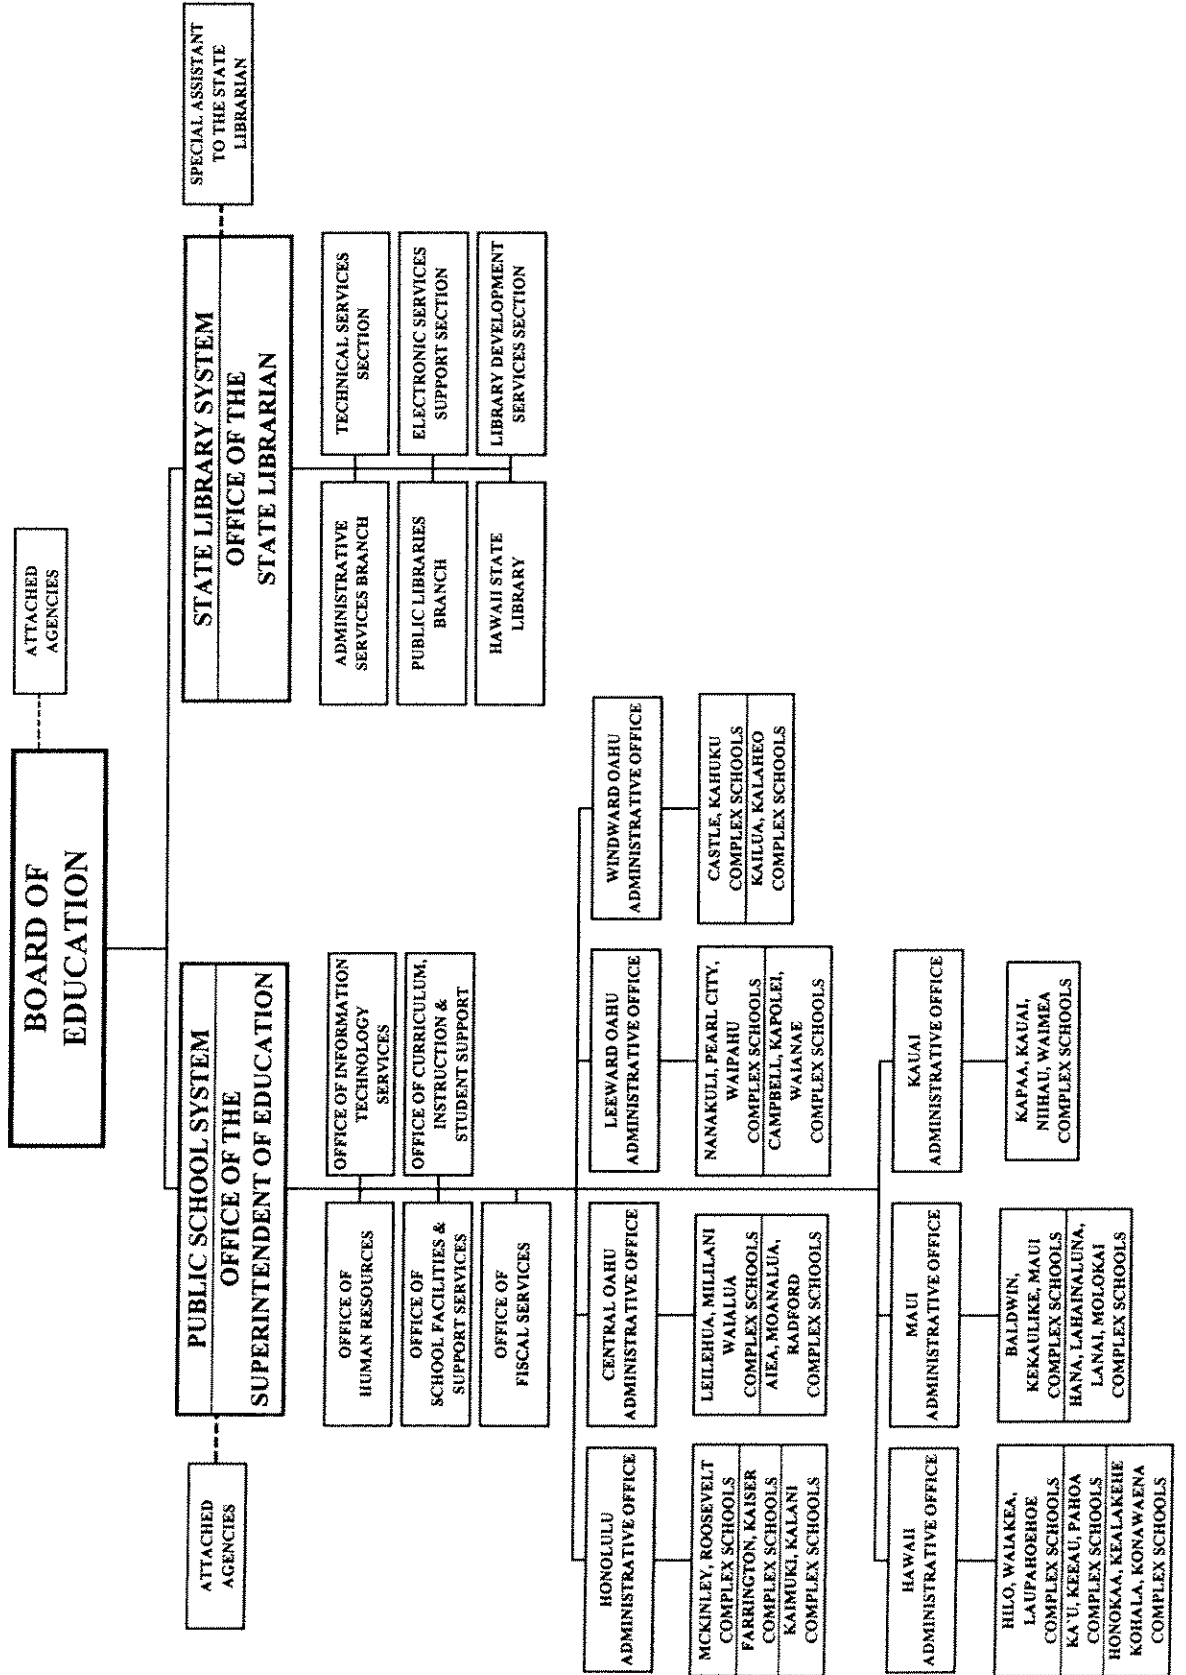 BOARD OF
EDUCATION
ATTACHED
AGENCIES
PUBLIC SCHOOL SYSTEM
OFFICE OF THE
SUPERINTENDENT OF EDUCATION
ATTACHED
AGENCIES
STATE LIBRARY SYSTEM
OFFICE OF THE
STATE LIBRARIAN
SPECIAL ASSISTANT
TO THE STATE
LIBRARIAN
OFFICE OF
HUMAN RESOURCES
OFFICE OF INFORMATION
TECHNOLOGY
SERVICES
OFFICE OF
SCHOOL FACILITIES &
SUPPORT SERVICES
OFFICE OF CURRICULUM,
INSTRUCTION &
STUDENT SUPPORT
OFFICE OF
FISCAL SERVICES
ADMINISTRATIVE
SERVICES BRANCH
TECHNICAL SERVICES
SECTION
PUBLIC LIBRARIES
BRANCH
ELECTRONIC SERVICES
SUPPORT SECTION
HAWAII STATE
LIBRARY
LIBRARY DEVELOPMENT
SERVICES SECTION
HONOLULU
ADMINISTRATIVE OFFICE
MCKINLEY, ROOSEVELT
COMPLEX SCHOOLS
FARRINGTON, KAISER
COMPLEX SCHOOLS
KAIMUKI, KALANI
COMPLEX SCHOOLS
CENTRAL OAHU
ADMINISTRATIVE OFFICE
LEILEHUA, MILILANI
WAIALUA
COMPLEX SCHOOLS
AIEA, MOANALUA,
RADFORD
COMPLEX SCHOOLS
LEEWARD OAHU
ADMINISTRATIVE OFFICE
NANAKULI, PEARL CITY,
WAIPAHU
COMPLEX SCHOOLS
CAMPBELL, KAPOLEI,
WAIANAE
COMPLEX SCHOOLS
WINDWARD OAHU
ADMINISTRATIVE OFFICE
CASTLE, KAHUKU
COMPLEX SCHOOLS
KAILUA, KALAHEO
COMPLEX SCHOOLS
HAWAII
ADMINISTRATIVE OFFICE
HILO, WAIAKEA,
LAUPAHOEHOE
COMPLEX SCHOOLS
KA`U, KEEAU, PAHOA
COMPLEX SCHOOLS
HONOKAA, KEALAKEHE
KOHALA, KONAWAENA
COMPLEX SCHOOLS
MAUI
ADMINISTRATIVE OFFICE
BALDWIN,
KEKAULIKE, MAUI
COMPLEX SCHOOLS
HANA, LAHAINALUNA,
LANAI, MOLOKAI
COMPLEX SCHOOLS
KAUAI
ADMINISTRATIVE OFFICE
KAPAA, KAUAI,
NIIHAU, WAIMEA
COMPLEX SCHOOLS